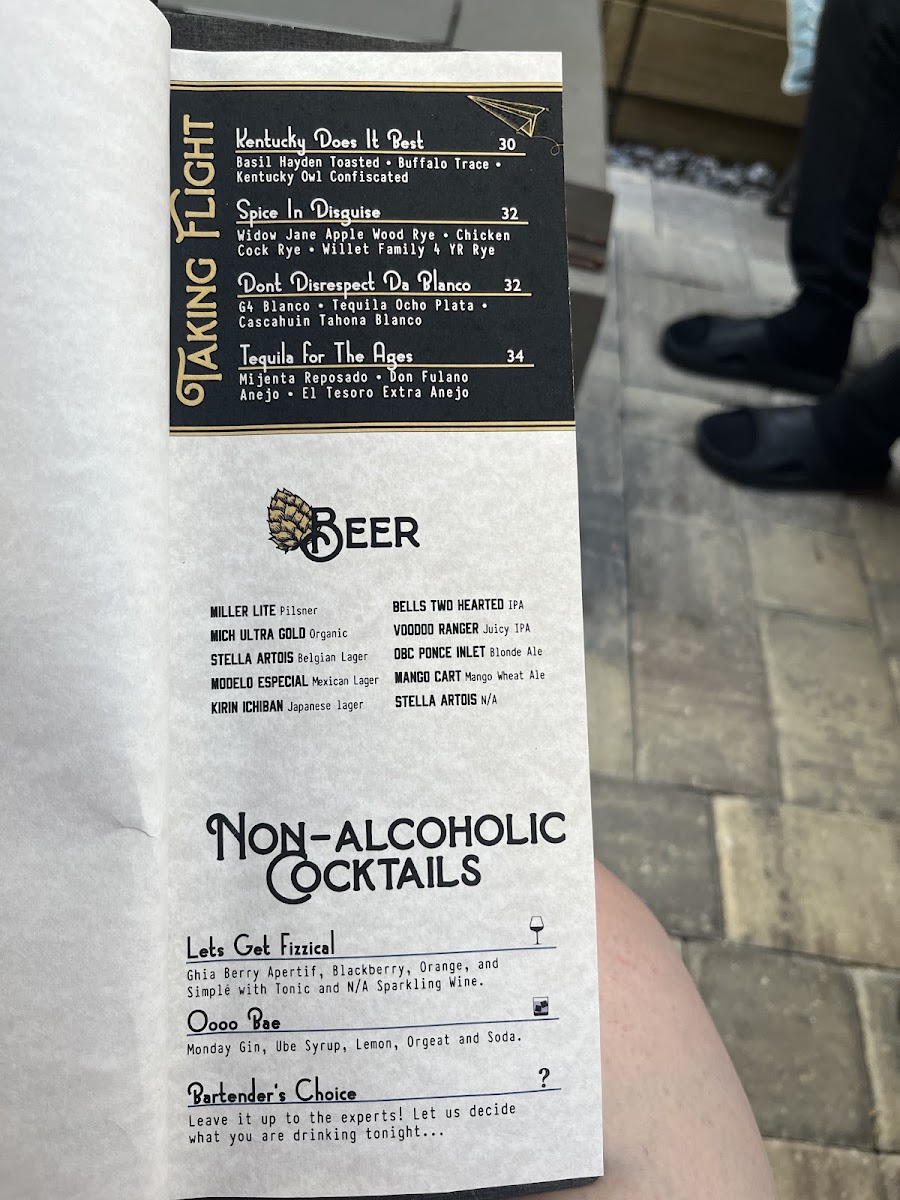 TAKING FLIGHT
Kentucky Does It Best 30
Basil Hayden Toasted • Buffalo Trace •
Kentucky Owl Confiscated
Spice In Disguise 32
Widow Jane Apple Wood Rye • Chicken
Cock Rye • Willet Family 4 YR Rye
Dont Disrespect Da Blanco 32
G4 Blanco • Tequila Ocho Plata •
Cascahuin Tahona Blanco
Tequila for The Ages 34
Mijenta Reposado • Don Fulano
Anejo • El Tesoro Extra Anejo
BEER
MILLER LITE Pilsner
MICH ULTRA GOLD Organic
STELLA ARTOIS Belgian Lager
MODELO ESPECIAL Mexican Lager
KIRIN ICHIBAN Japanese lager
BELLS TWO HEARTED IPA
VOODOO RANGER Juicy IPA
OBC PONCE INLET Blonde Ale
MANGO CART Mango Wheat Ale
STELLA ARTOIS N/A
NON-ALCOHOLIC
COCKTAILS
Lets Get Fizzical
Ghia Berry Apertif, Blackberry, Orange, and
Simplé with Tonic and N/A Sparkling Wine.
Oooo Bae
Monday Gin, Ube Syrup, Lemon, Orgeat and Soda.
Bartender's Choice ?
Leave it up to the experts! Let us decide
what you are drinking tonight...